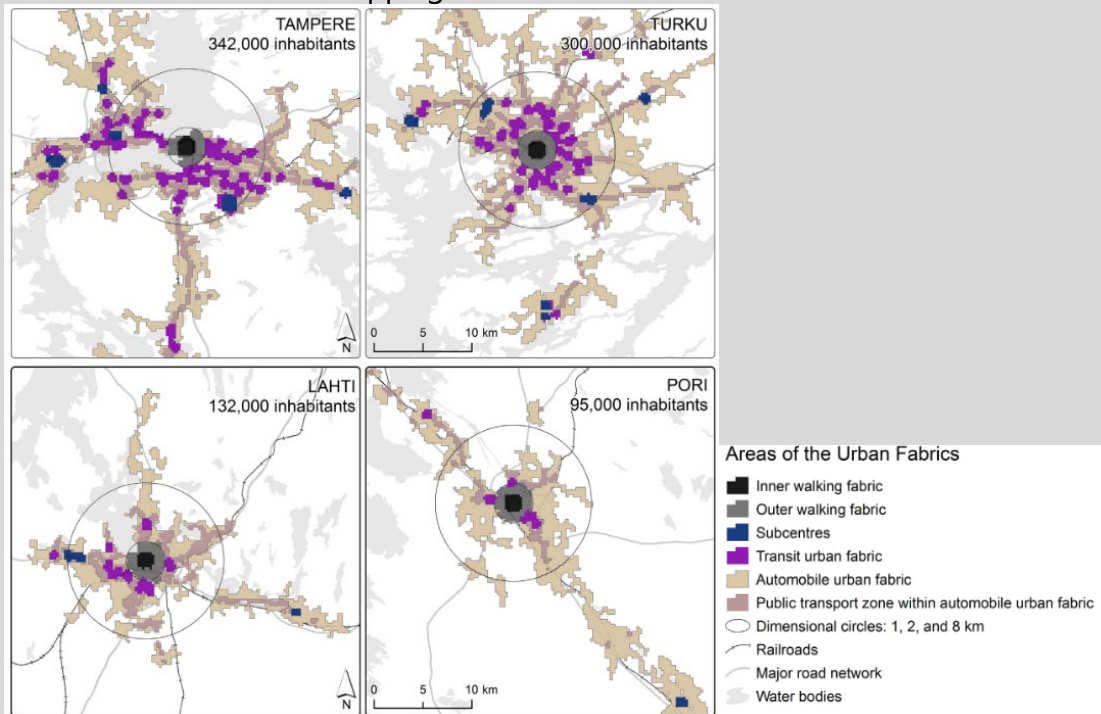 TAMPERE
342,000 inhabitants
TURKU
300,000 inhabitants
N
0 5 10 km
LAHTI
132,000 inhabitants
PORI
95,000 inhabitants
N
0 5 10 km
Areas of the Urban Fabrics
Inner walking fabric
Outer walking fabric
Subcentres
Transit urban fabric
Automobile urban fabric
Public transport zone within automobile urban fabric
Dimensional circles: 1, 2, and 8 km
Railroads
Major road network
Water bodies